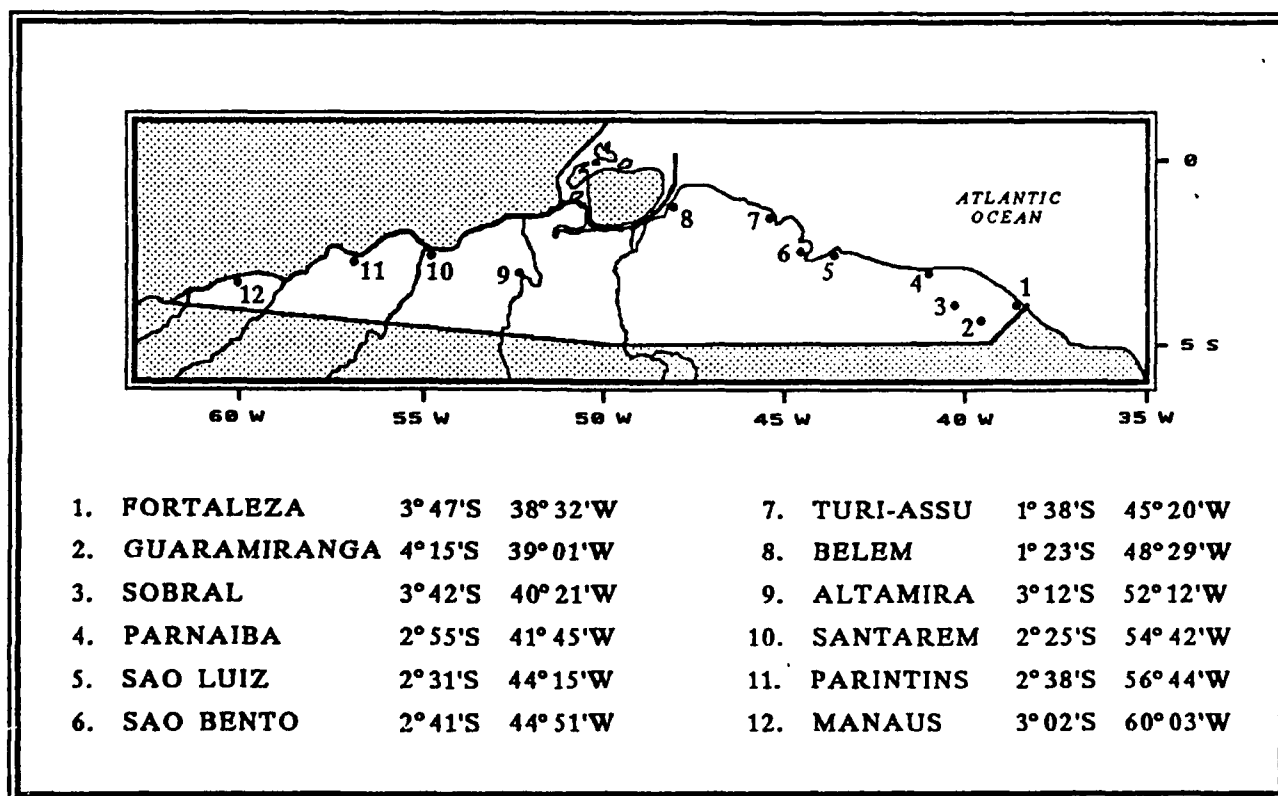 0
ATLANTIC
OCEAN
8
7
6
5
11
10
9
4
1
12
3
2
5 S
60 W 55 W 50 W 45 W 40 W 35 W
1. FORTALEZA 3°47'S 38°32'W
2. GUARAMIRANGA 4°15'S 39°01'W
3. SOBRAL 3°42'S 40°21'W
4. PARNAIBA 2°55'S 41°45'W
5. SAO LUIZ 2°31'S 44°15'W
6. SAO BENTO 2°41'S 44°51'W
7. TURI-ASSU 1°38'S 45°20'W
8. BELEM 1°23'S 48°29'W
9. ALTAMIRA 3°12'S 52°12'W
10. SANTAREM 2°25'S 54°42'W
11. PARINTINS 2°38'S 56°44'W
12. MANAUS 3°02'S 60°03'W